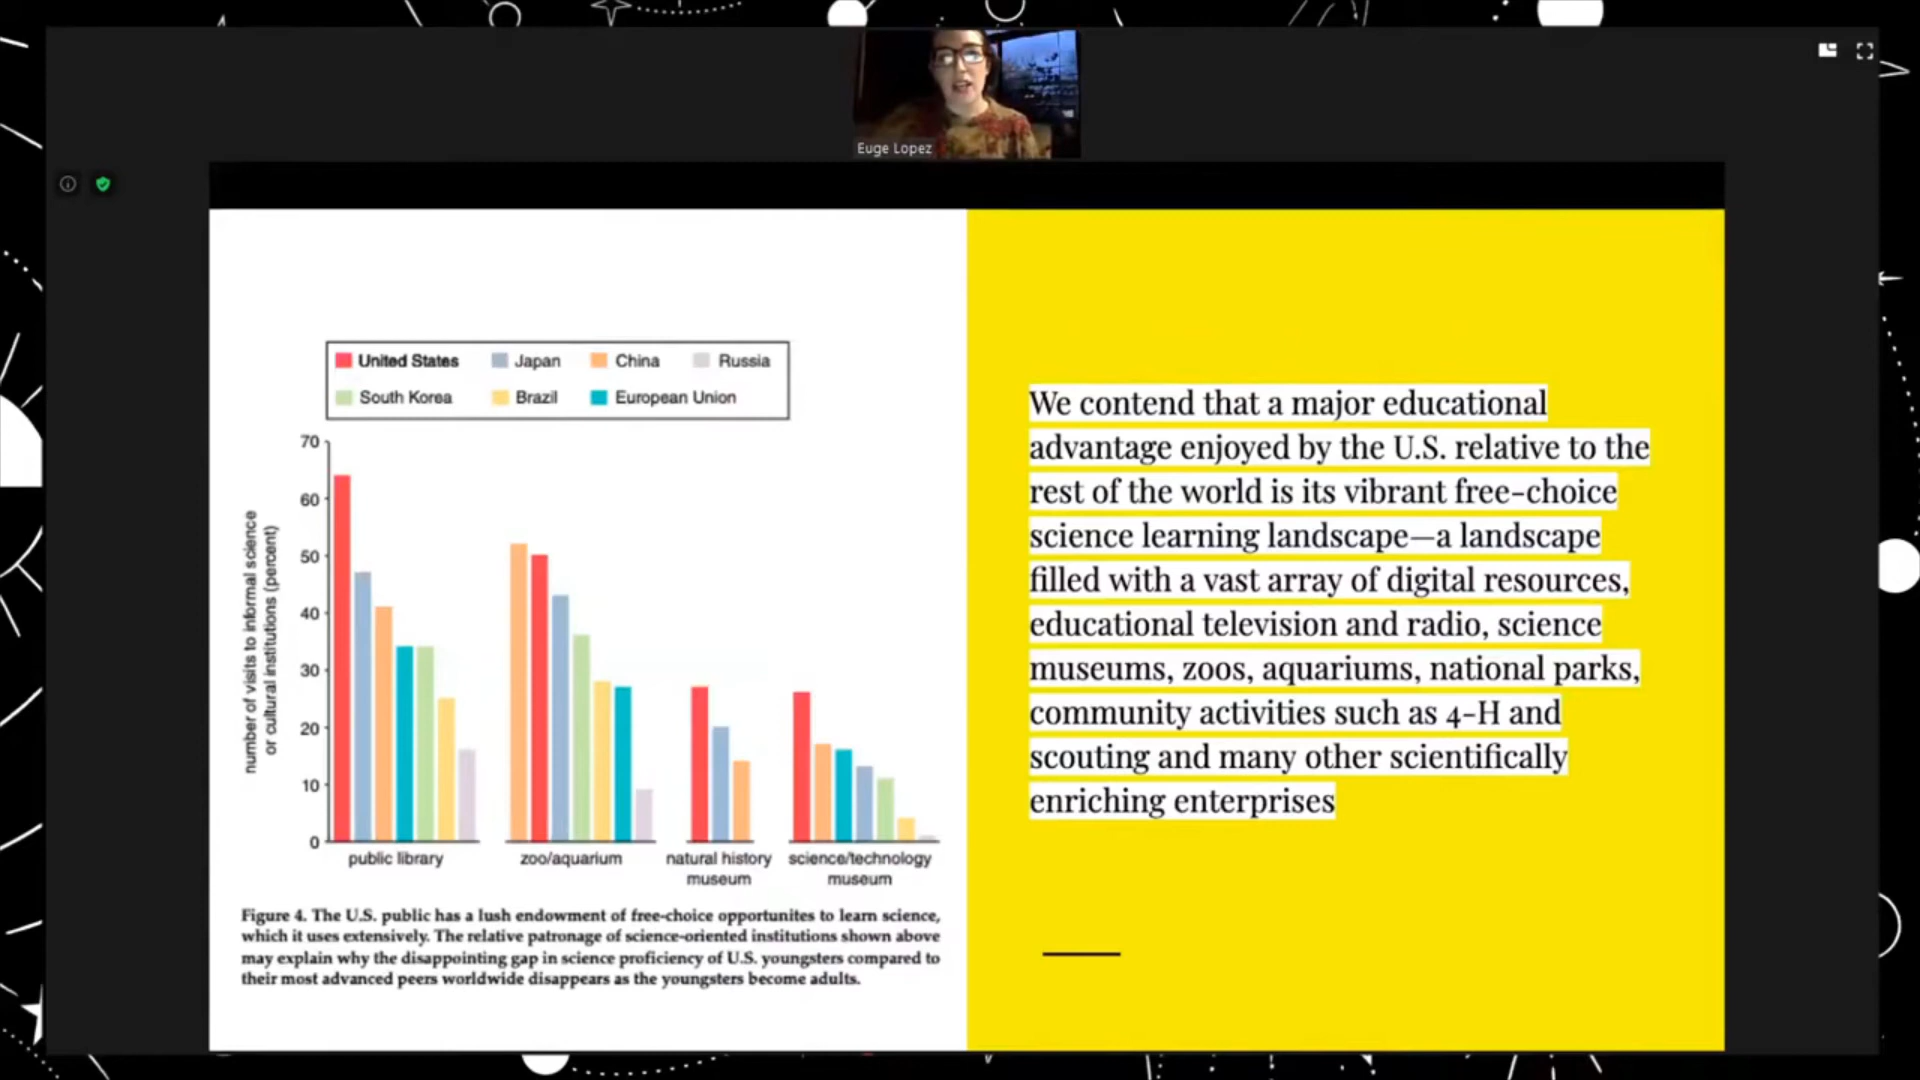 Euge Lopez
United States Japan China Russia
South Korea Brazil European Union
70
60
50
40
30
20
10
0
number of visits to informal science
or cultural institutions (percent)
public library
zoo/aquarium
natural history
museum
science/technology
museum
Figure 4. The U.S. public has a lush endowment of free-choice opportunites to learn science,
which it uses extensively. The relative patronage of science-oriented institutions shown above
may explain why the disappointing gap in science proficiency of U.S. youngsters compared to
their most advanced peers worldwide disappears as the youngsters become adults.
We contend that a major educational
advantage enjoyed by the U.S. relative to the
rest of the world is its vibrant free-choice
science learning landscape—a landscape
filled with a vast array of digital resources,
educational television and radio, science
museums, zoos, aquariums, national parks,
community activities such as 4-H and
scouting and many other scientifically
enriching enterprises